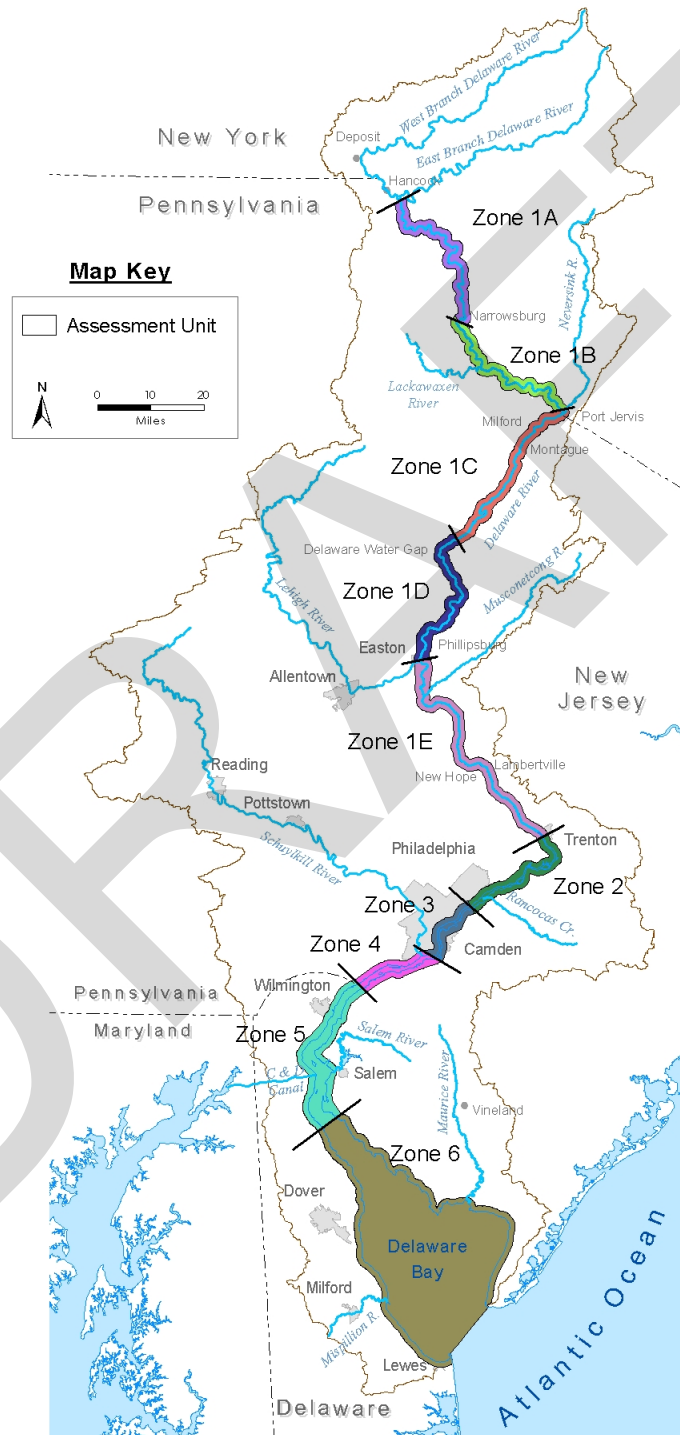 West Branch Delaware River
New York
Deposit
East Branch Delaware River
Hancock
Pennsylvania
Zone 1A
Map Key
Assessment Unit
N
0 10 20
Miles
Neversink R.
Narrowsburg
Zone 1B
Lackawaxen
River
Milford
Port Jervis
Montague
Zone 1C
Delaware River
Delaware Water Gap
Musconetcong R.
Zone 1D
Lehigh River
Easton
Phillipsburg
Allentown
New
Jersey
Zone 1E
Reading
Lambertville
New Hope
Pottstown
Trenton
Philadelphia
Schuylkill River
Zone 2
Zone 3
Rancocas Cr.
Camden
Zone 4
Wilmington
Pennsylvania
Maryland
Zone 5
Salem River
C & D
Canal
Salem
Maurice River
Vineland
Zone 6
Dover
Delaware
Bay
Milford
Mispillion R.
Lewes
Atlantic Ocean
Delaware
DRAFT